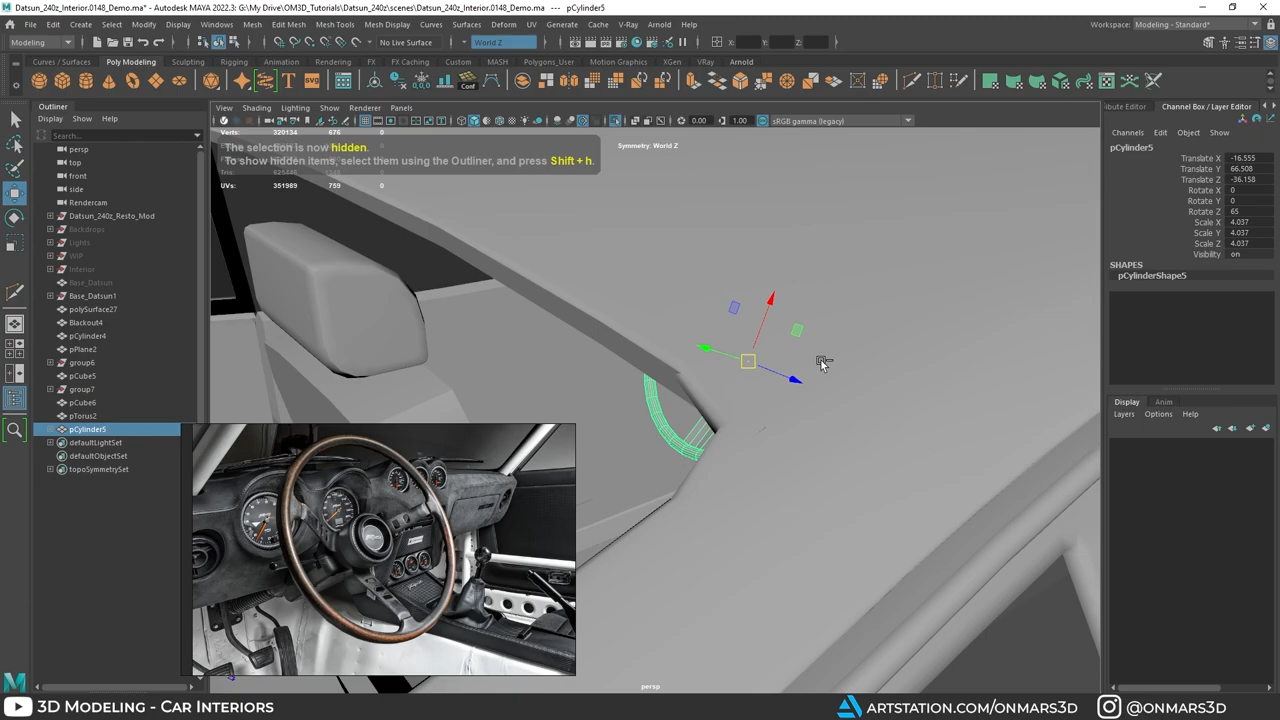 Datsun_240z_Interior.0148_Demo.ma* - Autodesk MAYA 2022.3: G:\My Drive\OM3D_Tutorials\Datsun_240z\scenes\Datsun_240z_Interior.0148_Demo.ma --- pCylinder5
File Edit Create Select Modify Display Windows Mesh Edit Mesh Mesh Tools Mesh Display Curves Surfaces Deform UV Generate Cache V-Ray Arnold Help
Workspace: Modeling - Standard*
Modeling No Live Surface World Z X: Y: Z:
Curves / Surfaces Poly Modeling Sculpting Rigging Animation Rendering FX FX Caching Custom MASH Polygons_User Motion Graphics XGen VRay Arnold
Outliner
Display Show Help
Search...
persp
top
front
side
Rendercam
Datsun_240z_Resto_Mod
Backdrops
Lights
WIP
Interior
Base_Datsun
Base_Datsun1
polySurface27
Blackout4
pCylinder4
pPlane2
group6
pCube5
group7
pCube6
pTorus2
pCylinder5
defaultLightSet
defaultObjectSet
topoSymmetrySet
View Shading Lighting Show Renderer Panels
0.00 1.00 sRGB gamma (legacy)
Verts: 320134 676 0
The selection is now hidden.
To show hidden items, select them using the Outliner, and press Shift + h.
UVs: 351989 759 0
Symmetry: World Z
persp
Channel Box / Layer Editor
Channels Edit Object Show
pCylinder5
Translate X -16.555
Translate Y 66.508
Translate Z -36.158
Rotate X 0
Rotate Y 0
Rotate Z 65
Scale X 4.037
Scale Y 4.037
Scale Z 4.037
Visibility on
SHAPES
pCylinderShape5
Display Anim
Layers Options Help
3D Modeling - CAR INTERIORS
ARTSTATION.COM/ONMARS3D
@ONMARS3D